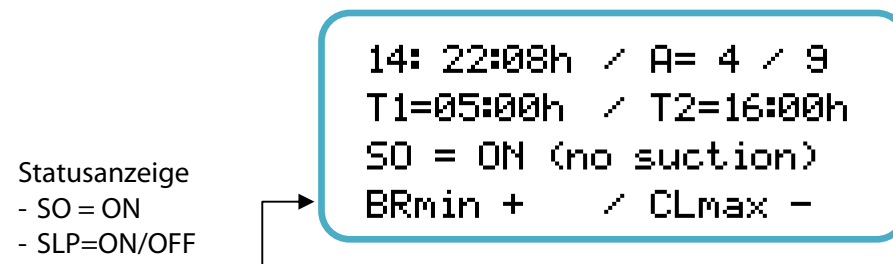 14: 22:08h / A= 4 / 9
T1=05:00h / T2=16:00h
SO = ON (no suction)
BRmin + / CLmax -
Statusanzeige
- SO = ON
- SLP=ON/OFF